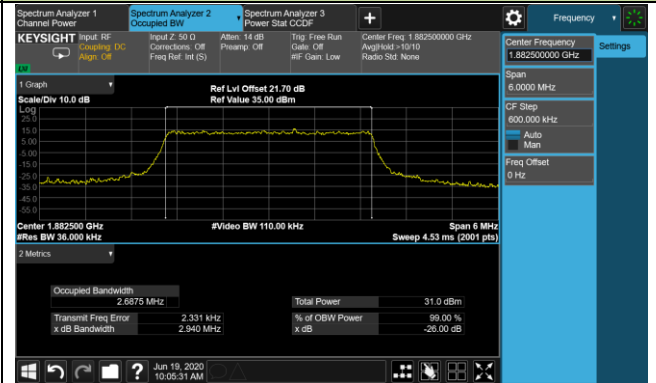 Spectrum Analyzer 1
Channel Power
Spectrum Analyzer 2
Occupied BW
Spectrum Analyzer 3
Power Stat CCDF
+
Frequency
KEYSIGHT
Input: RF
Coupling: DC
Align: Off
Input Z: 50 Ω
Corrections: Off
Freq Ref: Int (S)
Atten: 14 dB
Preamp: Off
Trig: Free Run
Gate: Off
#IF Gain: Low
Center Freq: 1.882500000 GHz
Avg|Hold:>10/10
Radio Std: None
LXI
Center Frequency
1.882500000 GHz
Settings
Span
6.0000 MHz
CF Step
600.000 kHz
Auto
Man
Freq Offset
0 Hz
1 Graph
Scale/Div 10.0 dB
Ref Lvl Offset 21.70 dB
Ref Value 35.00 dBm
Log
25.0
15.0
5.00
-5.00
-15.0
-25.0
-35.0
-45.0
-55.0
Center 1.882500 GHz
#Res BW 36.000 kHz
#Video BW 110.00 kHz
Span 6 MHz
Sweep 4.53 ms (2001 pts)
2 Metrics
Occupied Bandwidth
2.6875 MHz
Total Power 31.0 dBm
Transmit Freq Error 2.331 kHz
% of OBW Power 99.00 %
x dB Bandwidth 2.940 MHz
x dB -26.00 dB
?
Jun 19, 2020
10:05:31 AM